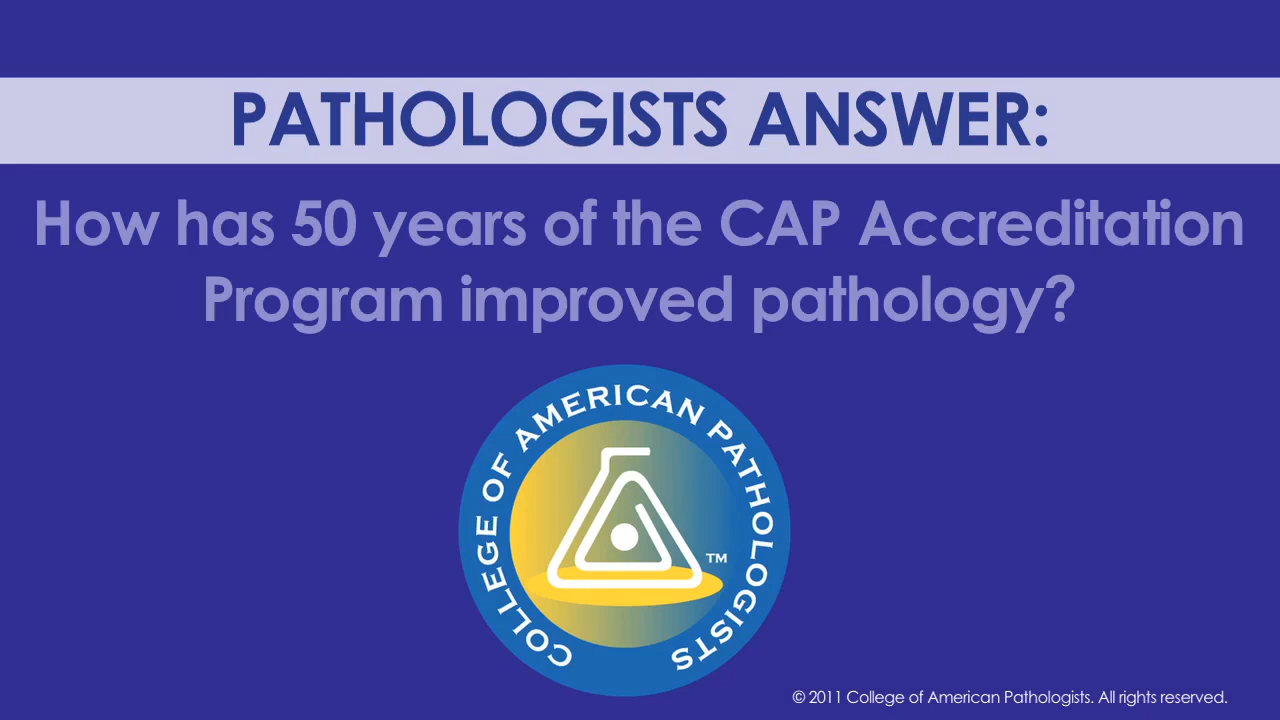 PATHOLOGISTS ANSWER:
How has 50 years of the CAP Accreditation
Program improved pathology?
COLLEGE OF AMERICAN PATHOLOGISTS
™
© 2011 College of American Pathologists. All rights reserved.